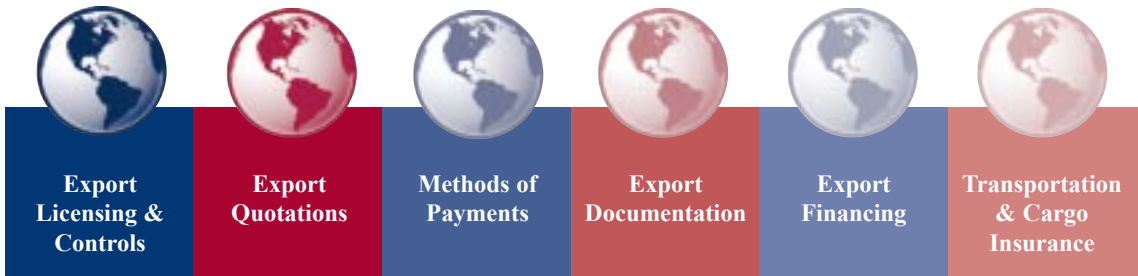 Export
Licensing &
Controls
Export
Quotations
Methods of
Payments
Export
Documentation
Export
Financing
Transportation
& Cargo
Insurance